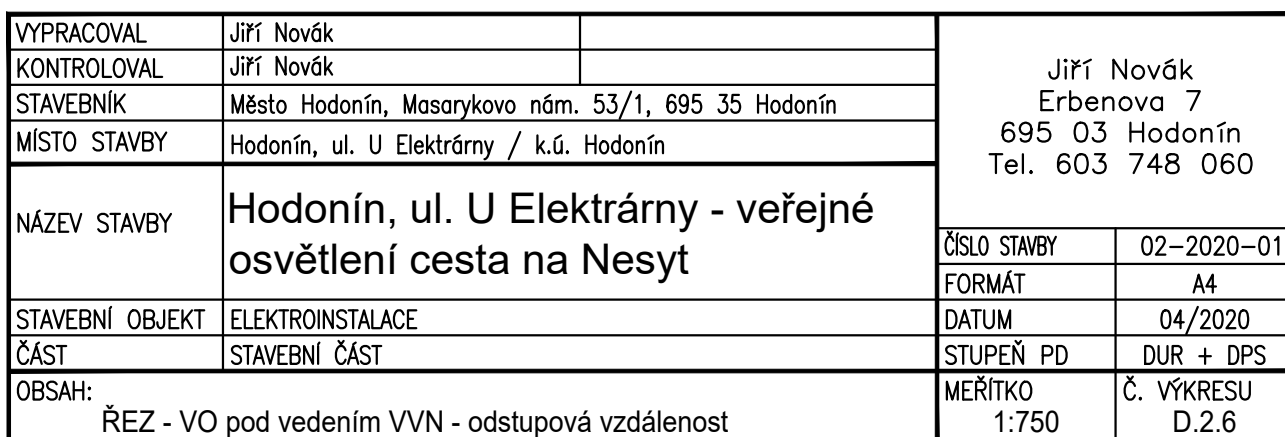 VYPRACOVAL Jiří Novák
KONTROLOVAL Jiří Novák
STAVEBNÍK Město Hodonín, Masarykovo nám. 53/1, 695 35 Hodonín
MÍSTO STAVBY Hodonín, ul. U Elektrárny / k.ú. Hodonín
Jiří Novák
Erbenova 7
695 03 Hodonín
Tel. 603 748 060
NÁZEV STAVBY
Hodonín, ul. U Elektrárny - veřejné
osvětlení cesta na Nesyt
ČÍSLO STAVBY 02-2020-01
FORMÁT A4
STAVEBNÍ OBJEKT ELEKTROINSTALACE
DATUM 04/2020
ČÁST STAVEBNÍ ČÁST
STUPEŇ PD DUR + DPS
OBSAH:
ŘEZ - VO pod vedením VVN - odstupová vzdálenost
MEŘÍTKO
1:750
Č. VÝKRESU
D.2.6